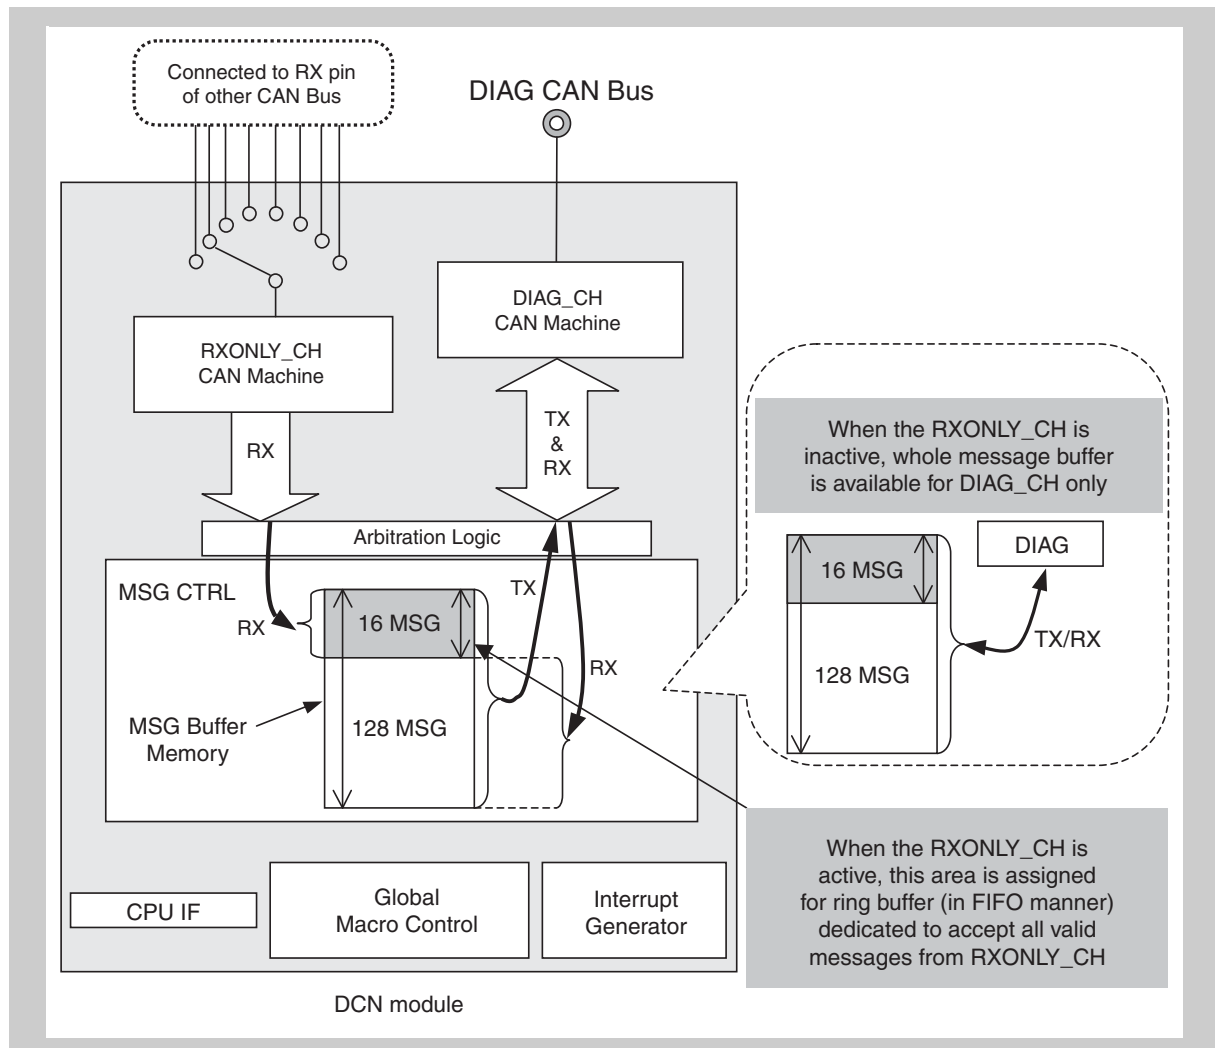 Connected to RX pin
of other CAN Bus
DIAG CAN Bus
DIAG_CH
CAN Machine
RXONLY_CH
CAN Machine
RX
TX
&
RX
Arbitration Logic
MSG CTRL
RX
16 MSG
TX
RX
128 MSG
MSG Buffer
Memory
CPU IF
Global
Macro Control
Interrupt
Generator
DCN module
When the RXONLY_CH is
inactive, whole message buffer
is available for DIAG_CH only
16 MSG
DIAG
TX/RX
128 MSG
When the RXONLY_CH is
active, this area is assigned
for ring buffer (in FIFO manner)
dedicated to accept all valid
messages from RXONLY_CH